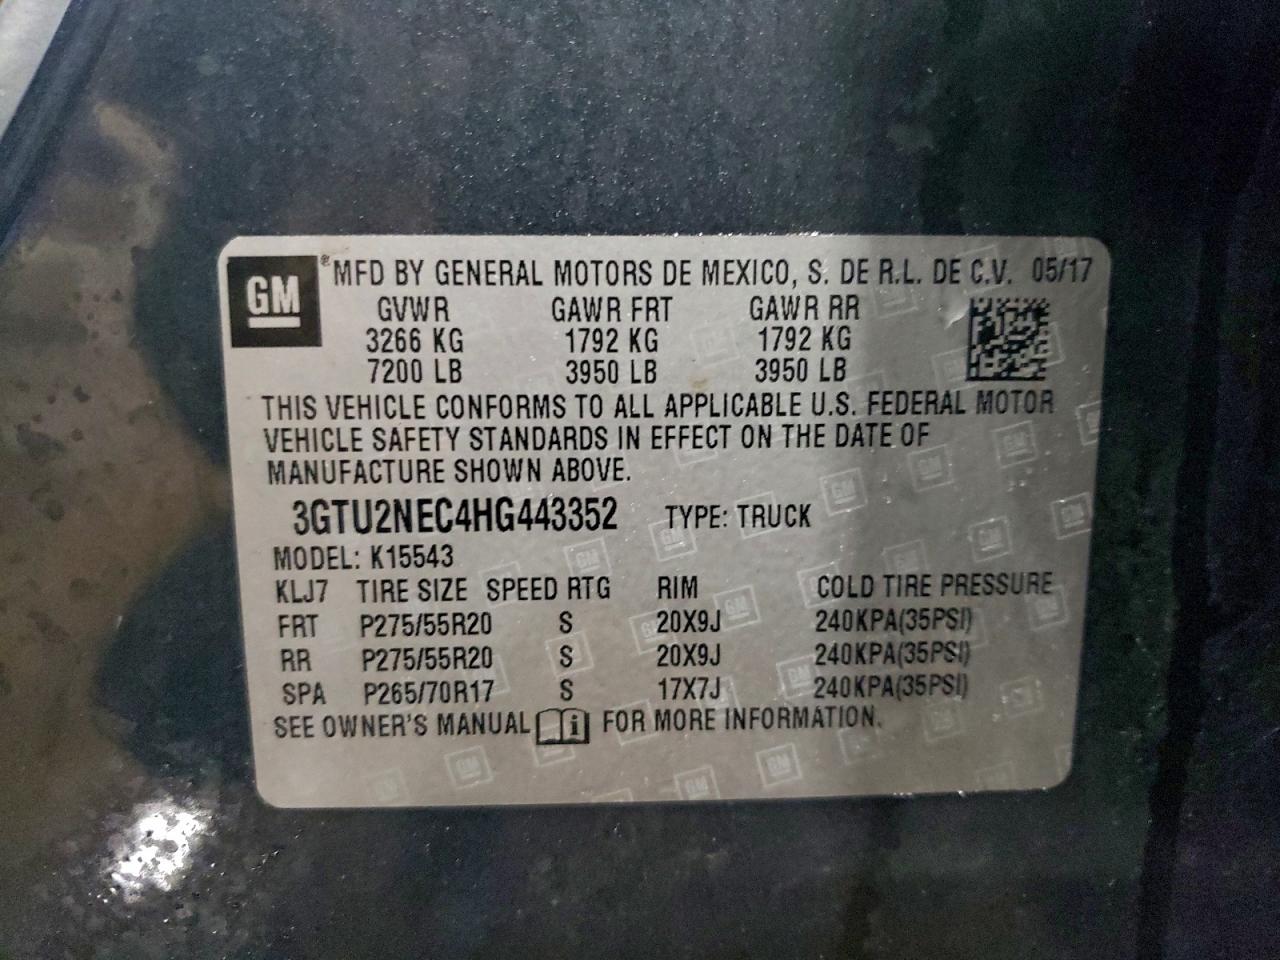 GM ® MFD BY GENERAL MOTORS DE MEXICO, S. DE R.L. DE C.V. 05/17
GVWR GAWR FRT GAWR RR
3266 KG 1792 KG 1792 KG
7200 LB 3950 LB 3950 LB
THIS VEHICLE CONFORMS TO ALL APPLICABLE U.S. FEDERAL MOTOR
VEHICLE SAFETY STANDARDS IN EFFECT ON THE DATE OF
MANUFACTURE SHOWN ABOVE.
3GTU2NEC4HG443352 TYPE: TRUCK
MODEL: K15543
KLJ7 TIRE SIZE SPEED RTG RIM COLD TIRE PRESSURE
FRT P275/55R20 S 20X9J 240KPA(35PSI)
RR P275/55R20 S 20X9J 240KPA(35PSI)
SPA P265/70R17 S 17X7J 240KPA(35PSI)
SEE OWNER'S MANUAL i FOR MORE INFORMATION.